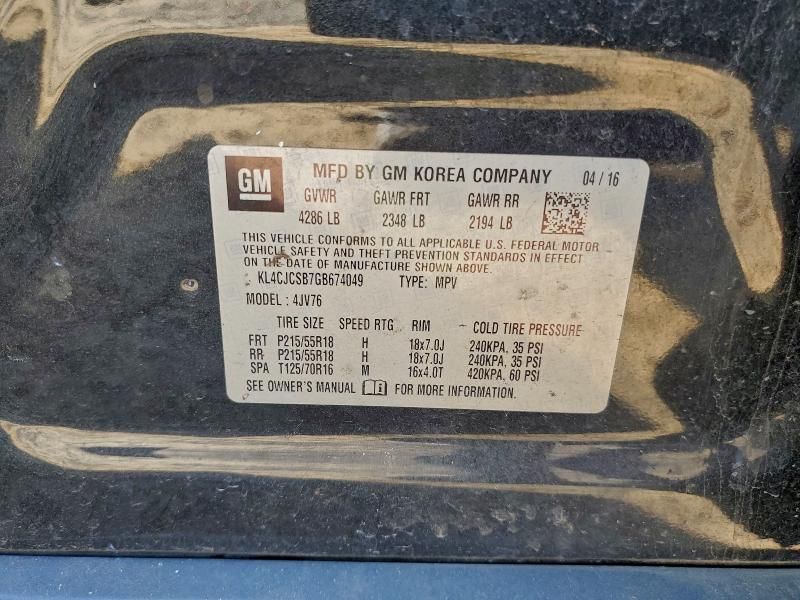 GM MFD BY GM KOREA COMPANY 04 / 16
GVWR GAWR FRT GAWR RR
4286 LB 2348 LB 2194 LB
THIS VEHICLE CONFORMS TO ALL APPLICABLE U.S. FEDERAL MOTOR
VEHICLE SAFETY AND THEFT PREVENTION STANDARDS IN EFFECT
ON THE DATE OF MANUFACTURE SHOWN ABOVE.
KL4CJCSB7GB674049 TYPE: MPV
MODEL : 4JV76
TIRE SIZE SPEED RTG RIM COLD TIRE PRESSURE
FRT P215/55R18 H 18x7.0J 240KPA, 35 PSI
RR P215/55R18 H 18x7.0J 240KPA, 35 PSI
SPA T125/70R16 M 16x4.0T 420KPA, 60 PSI
SEE OWNER'S MANUAL FOR MORE INFORMATION.